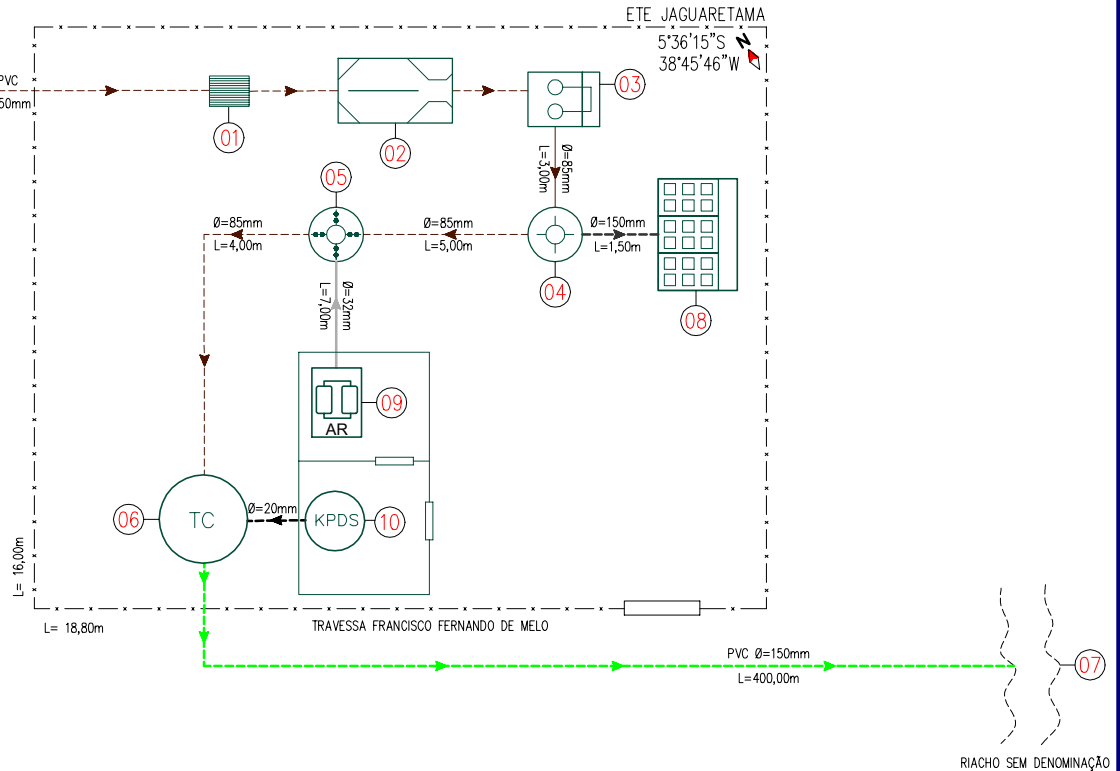 ETE JAGUARETAMA
5°36'15"S
38°45'46"W
N
PVC
50mm
01
02
03
Ø=85mm
L=3,00m
05
Ø=85mm
L=4,00m
Ø=85mm
L=5,00m
Ø=150mm
L=1,50m
04
08
Ø=32mm
L=7,00m
AR
09
06
TC
Ø=20mm
KPDS
10
L= 16,00m
L= 18,80m
TRAVESSA FRANCISCO FERNANDO DE MELO
PVC Ø=150mm
L=400,00m
07
RIACHO SEM DENOMINAÇÃO